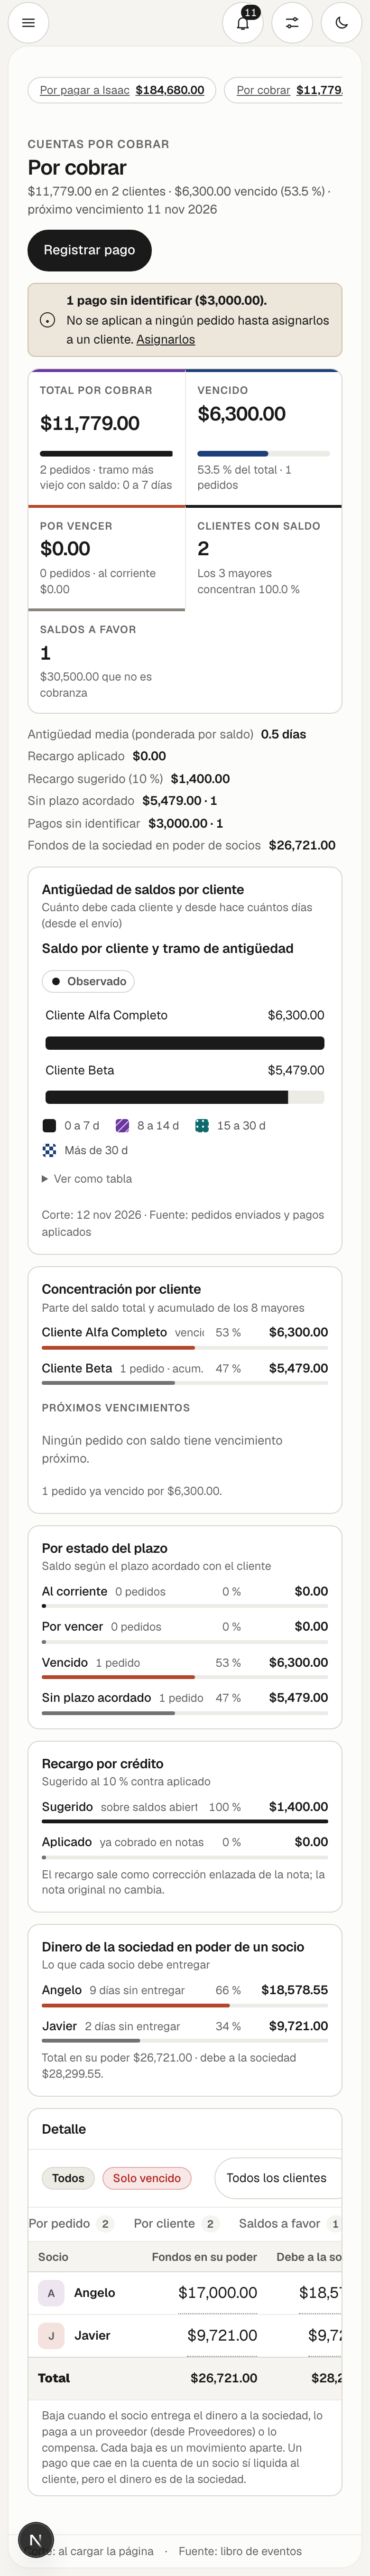 11
Por pagar a Isaac $184,680.00 Por cobrar $11,779.
CUENTAS POR COBRAR
Por cobrar
$11,779.00 en 2 clientes · $6,300.00 vencido (53.5 %) ·
próximo vencimiento 11 nov 2026
Registrar pago
1 pago sin identificar ($3,000.00).
No se aplican a ningún pedido hasta asignarlos
a un cliente. Asignarlos
TOTAL POR COBRAR
$11,779.00
2 pedidos · tramo más
viejo con saldo: 0 a 7 días
VENCIDO
$6,300.00
53.5 % del total · 1
pedidos
POR VENCER
$0.00
0 pedidos · al corriente
$0.00
CLIENTES CON SALDO
2
Los 3 mayores
concentran 100.0 %
SALDOS A FAVOR
1
$30,500.00 que no es
cobranza
Antigüedad media (ponderada por saldo) 0.5 días
Recargo aplicado $0.00
Recargo sugerido (10 %) $1,400.00
Sin plazo acordado $5,479.00 · 1
Pagos sin identificar $3,000.00 · 1
Fondos de la sociedad en poder de socios $26,721.00
Antigüedad de saldos por cliente
Cuánto debe cada cliente y desde hace cuántos días
(desde el envío)
Saldo por cliente y tramo de antigüedad
Observado
Cliente Alfa Completo $6,300.00
Cliente Beta $5,479.00
0 a 7 d 8 a 14 d 15 a 30 d
Más de 30 d
Ver como tabla
Corte: 12 nov 2026 · Fuente: pedidos enviados y pagos
aplicados
Concentración por cliente
Parte del saldo total y acumulado de los 8 mayores
Cliente Alfa Completo venci 53 % $6,300.00
Cliente Beta 1 pedido · acum. 47 % $5,479.00
PRÓXIMOS VENCIMIENTOS
Ningún pedido con saldo tiene vencimiento
próximo.
1 pedido ya vencido por $6,300.00.
Por estado del plazo
Saldo según el plazo acordado con el cliente
Al corriente 0 pedidos 0 % $0.00
Por vencer 0 pedidos 0 % $0.00
Vencido 1 pedido 53 % $6,300.00
Sin plazo acordado 1 pedido 47 % $5,479.00
Recargo por crédito
Sugerido al 10 % contra aplicado
Sugerido sobre saldos abiert 100 % $1,400.00
Aplicado ya cobrado en notas 0 % $0.00
El recargo sale como corrección enlazada de la nota; la
nota original no cambia.
Dinero de la sociedad en poder de un socio
Lo que cada socio debe entregar
Angelo 9 días sin entregar 66 % $18,578.55
Javier 2 días sin entregar 34 % $9,721.00
Total en su poder $26,721.00 · debe a la sociedad
$28,299.55.
Detalle
Todos Solo vencido Todos los clientes
Por pedido 2 Por cliente 2 Saldos a favor 1
Socio Fondos en su poder Debe a la so
A Angelo $17,000.00 $18,57
J Javier $9,721.00 $9,72
Total $26,721.00 $28,2
Baja cuando el socio entrega el dinero a la sociedad, lo
paga a un proveedor (desde Proveedores) o lo
compensa. Cada baja es un movimiento aparte. Un
pago que cae en la cuenta de un socio sí liquida al
cliente, pero el dinero es de la sociedad.
N
: al cargar la página · Fuente: libro de eventos